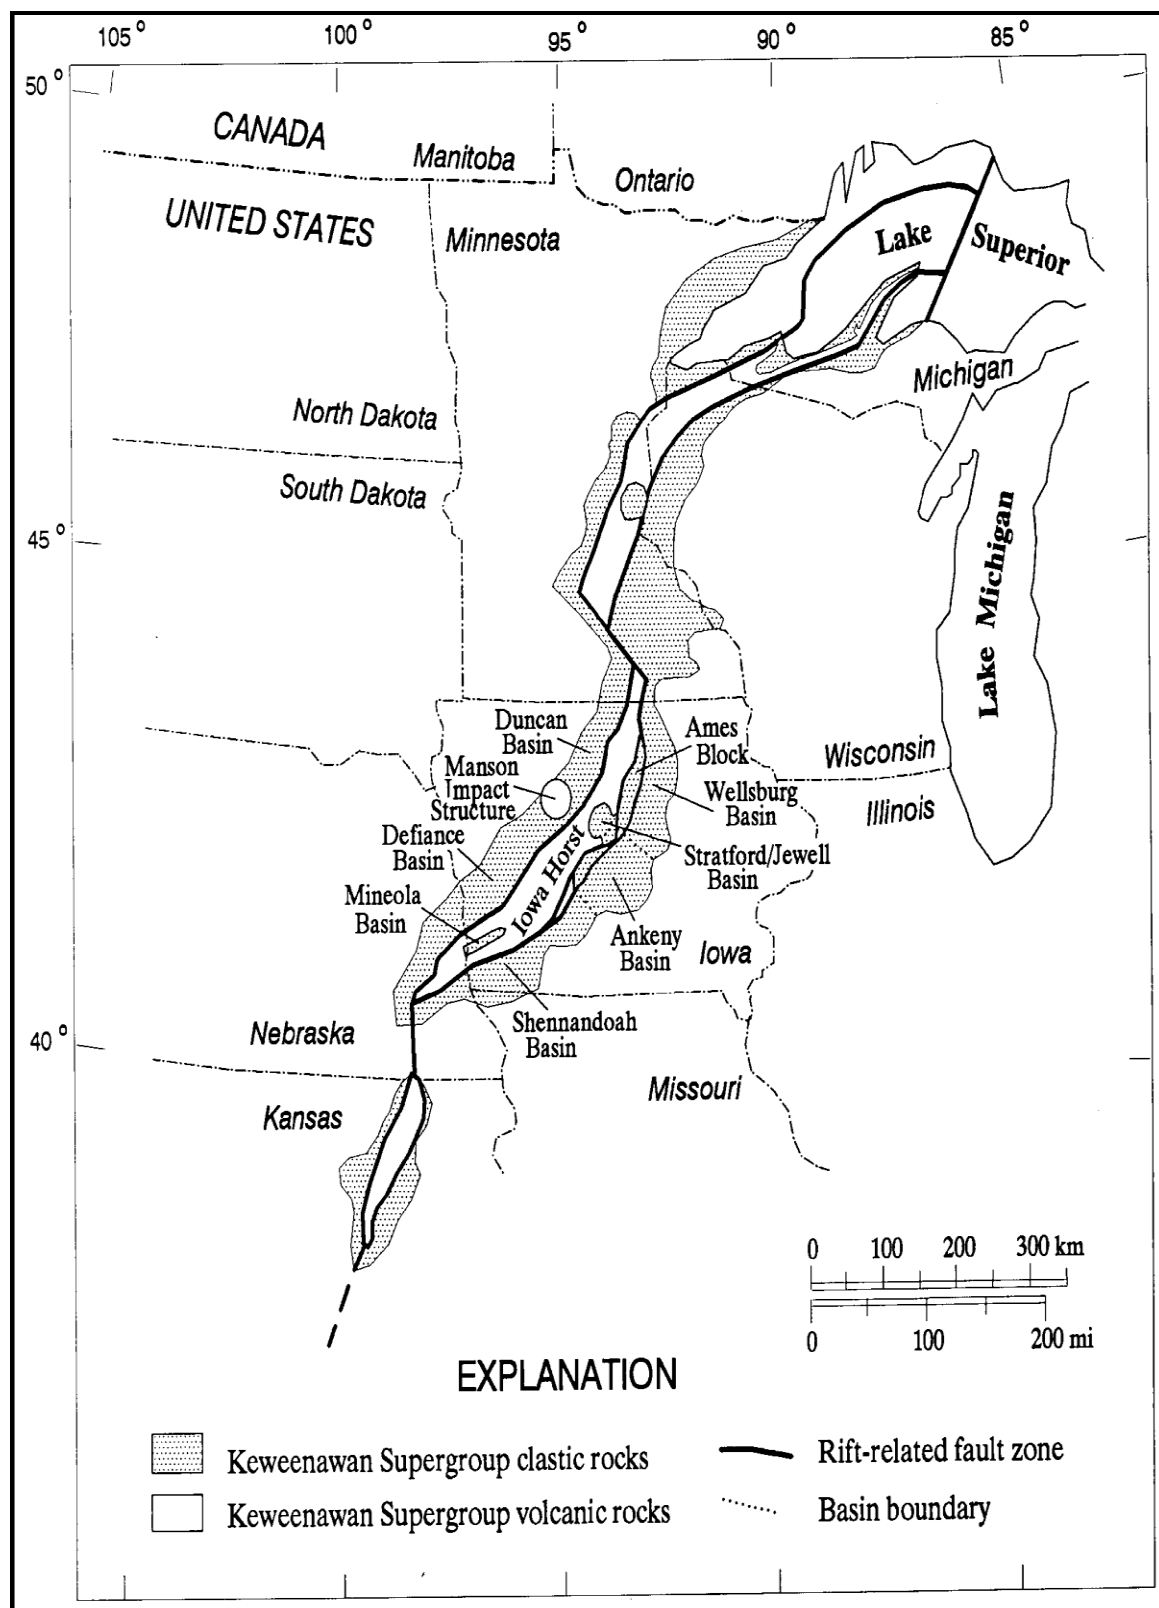 105°
100°
95°
90°
85°
50°
CANADA
Manitoba
Ontario
UNITED STATES
Minnesota
Lake
Superior
Michigan
North Dakota
South Dakota
45°
Lake Michigan
Duncan
Basin
Ames
Block
Manson
Impact
Structure
Wisconsin
Wellsburg
Basin
Illinois
Defiance
Basin
Stratford/Jewell
Basin
Mineola
Basin
Iowa Horst
Ankeny
Basin
Iowa
Shennandoah
Basin
Nebraska
40°
Missouri
Kansas
0 100 200 300 km
0 100 200 mi
EXPLANATION
Keweenawan Supergroup clastic rocks
Rift-related fault zone
Keweenawan Supergroup volcanic rocks
Basin boundary